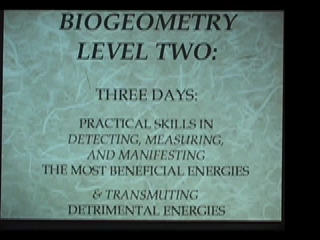 BIOGEOMETRY
LEVEL TWO:
THREE DAYS:
PRACTICAL SKILLS IN
DETECTING, MEASURING,
AND MANIFESTING
THE MOST BENEFICIAL ENERGIES
& TRANSMUTING
DETRIMENTAL ENERGIES